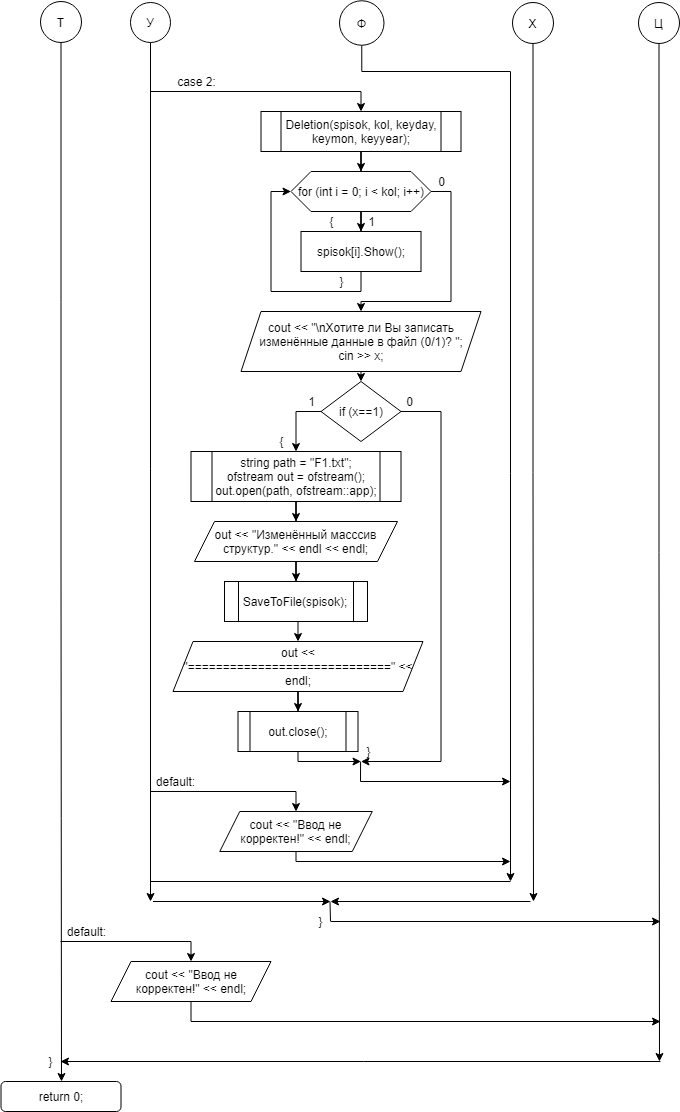 Т
У
Ф
Х
Ц
case 2:
Deletion(spisok, kol, keyday,
keymon, keyyear);
0
for (int i = 0; i < kol; i++)
{
1
spisok[i].Show();
}
cout << "\nХотите ли Вы записать
изменённые данные в файл (0/1)? ";
cin >> x;
1
0
if (x==1)
{
string path = "F1.txt";
ofstream out = ofstream();
out.open(path, ofstream::app);
out << "Изменённый масссив
структур." << endl << endl;
SaveToFile(spisok);
out <<
"=============================" <<
endl;
out.close();
}
default:
cout << "Ввод не
корректен!" << endl;
}
default:
cout << "Ввод не
корректен!" << endl;
}
return 0;